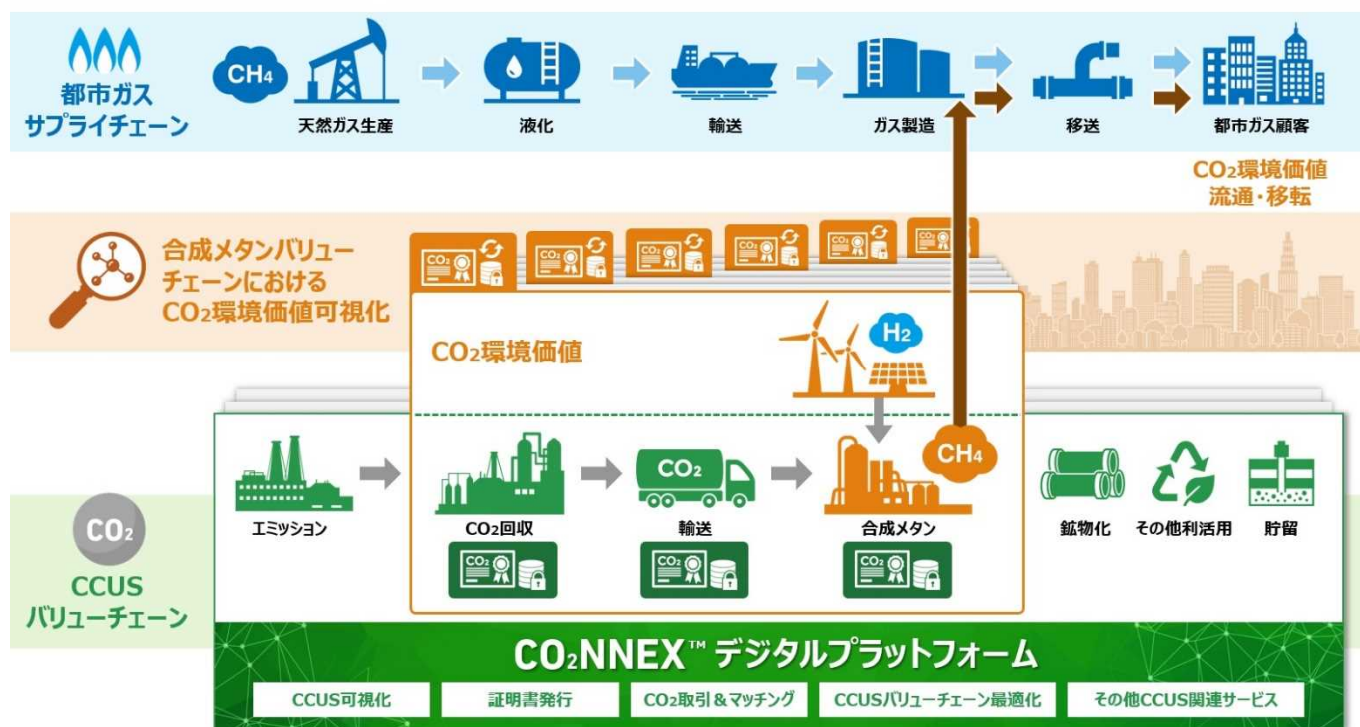 都市ガス
サプライチェーン
CH4
天然ガス生産
液化
輸送
ガス製造
移送
都市ガス顧客
CO2環境価値
流通・移転
合成メタンバリュー
チェーンにおける
CO2環境価値可視化
CO2
CO2
CO2
CO2
CO2
CO2
CO2環境価値
H2
CO2
CCUS
バリューチェーン
エミッション
CO2回収
CO2
輸送
CH4
合成メタン
鉱物化
その他利活用
貯留
CO2
CO2
CO2
CO2NNEX™ デジタルプラットフォーム
CCUS可視化
証明書発行
CO2取引&マッチング
CCUSバリューチェーン最適化
その他CCUS関連サービス